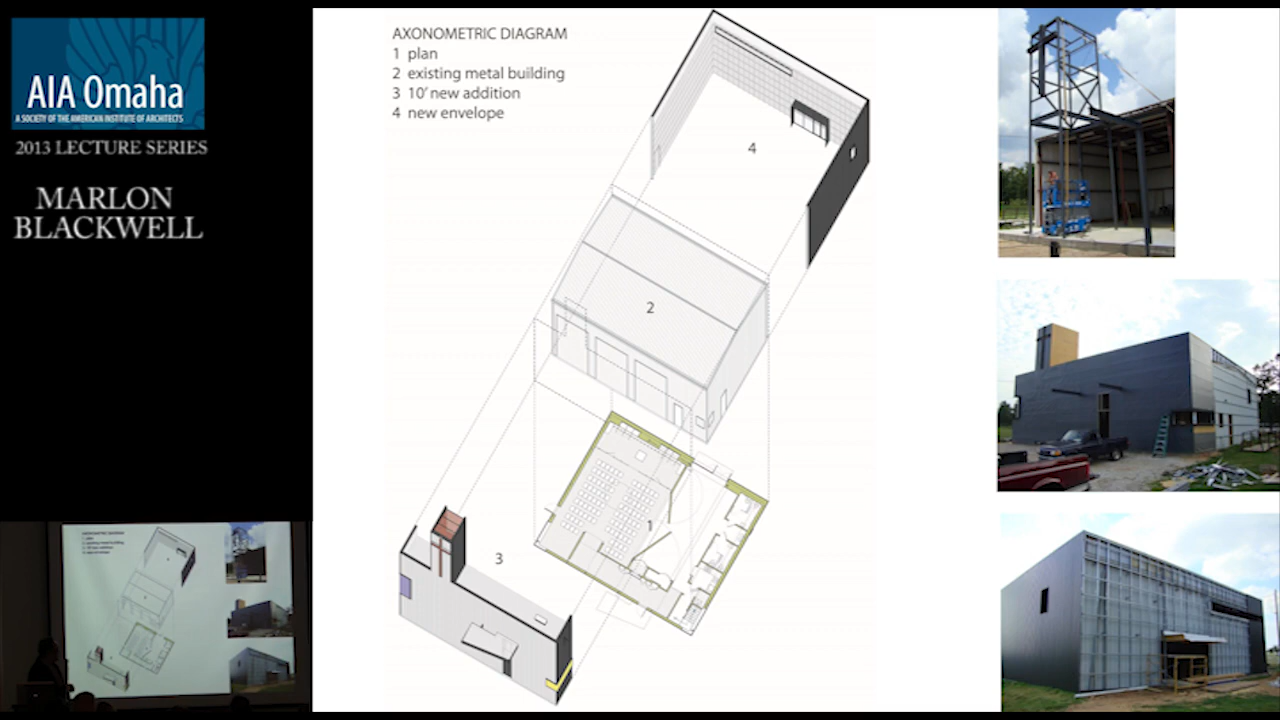 AIA Omaha
A SOCIETY OF THE AMERICAN INSTITUTE OF ARCHITECTS
2013 LECTURE SERIES
MARLON
BLACKWELL
AXONOMETRIC DIAGRAM
1 plan
2 existing metal building
3 10' new addition
4 new envelope
4
2
1
3